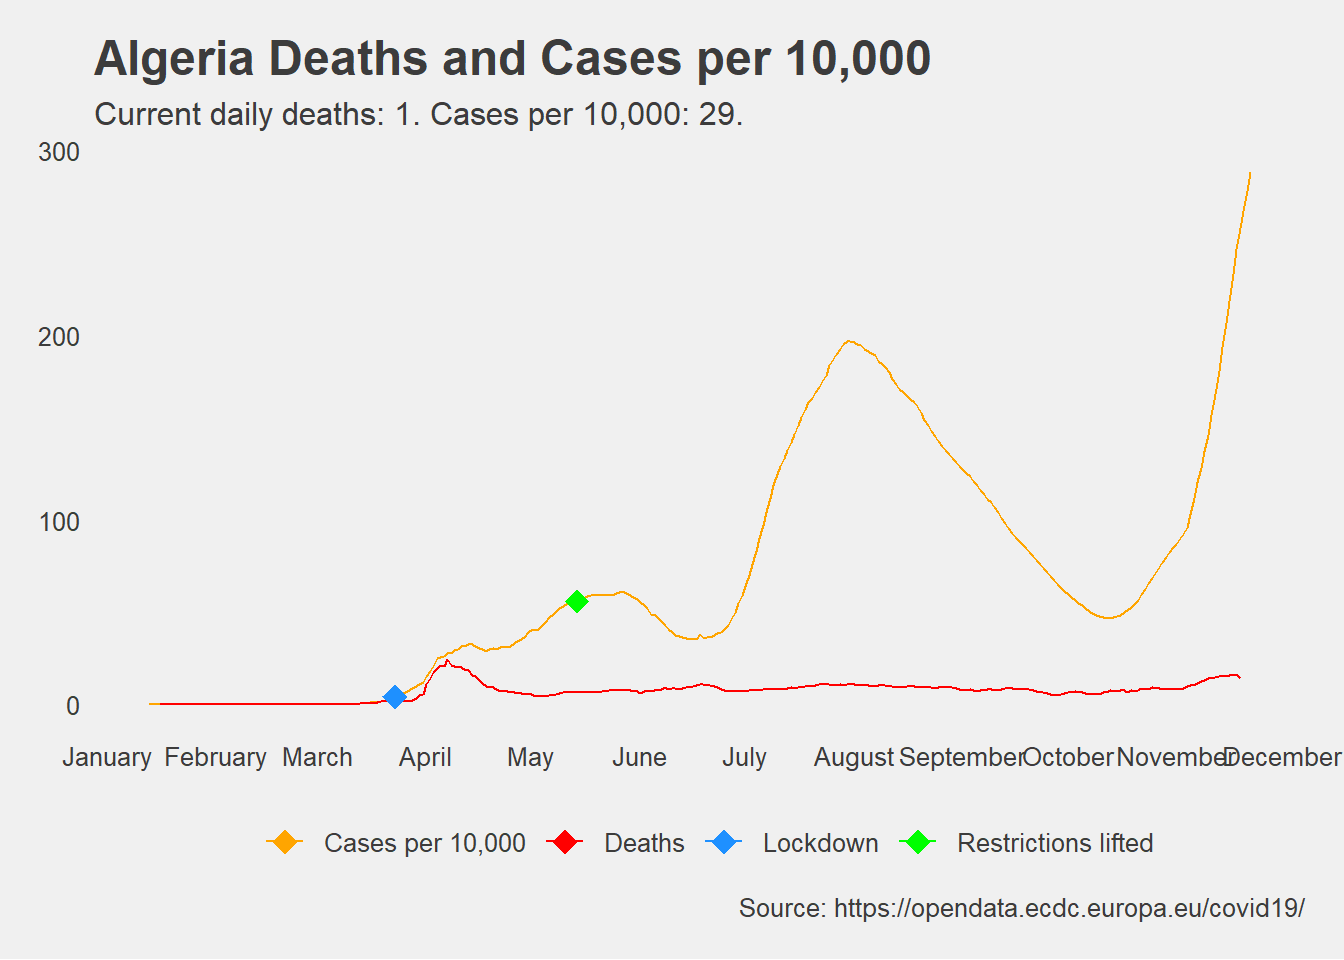 Algeria Deaths and Cases per 10,000
Current daily deaths: 1. Cases per 10,000: 29.
300
200
100
0
January February March April May June July August September October November December
Cases per 10,000 Deaths Lockdown Restrictions lifted
Source: https://opendata.ecdc.europa.eu/covid19/